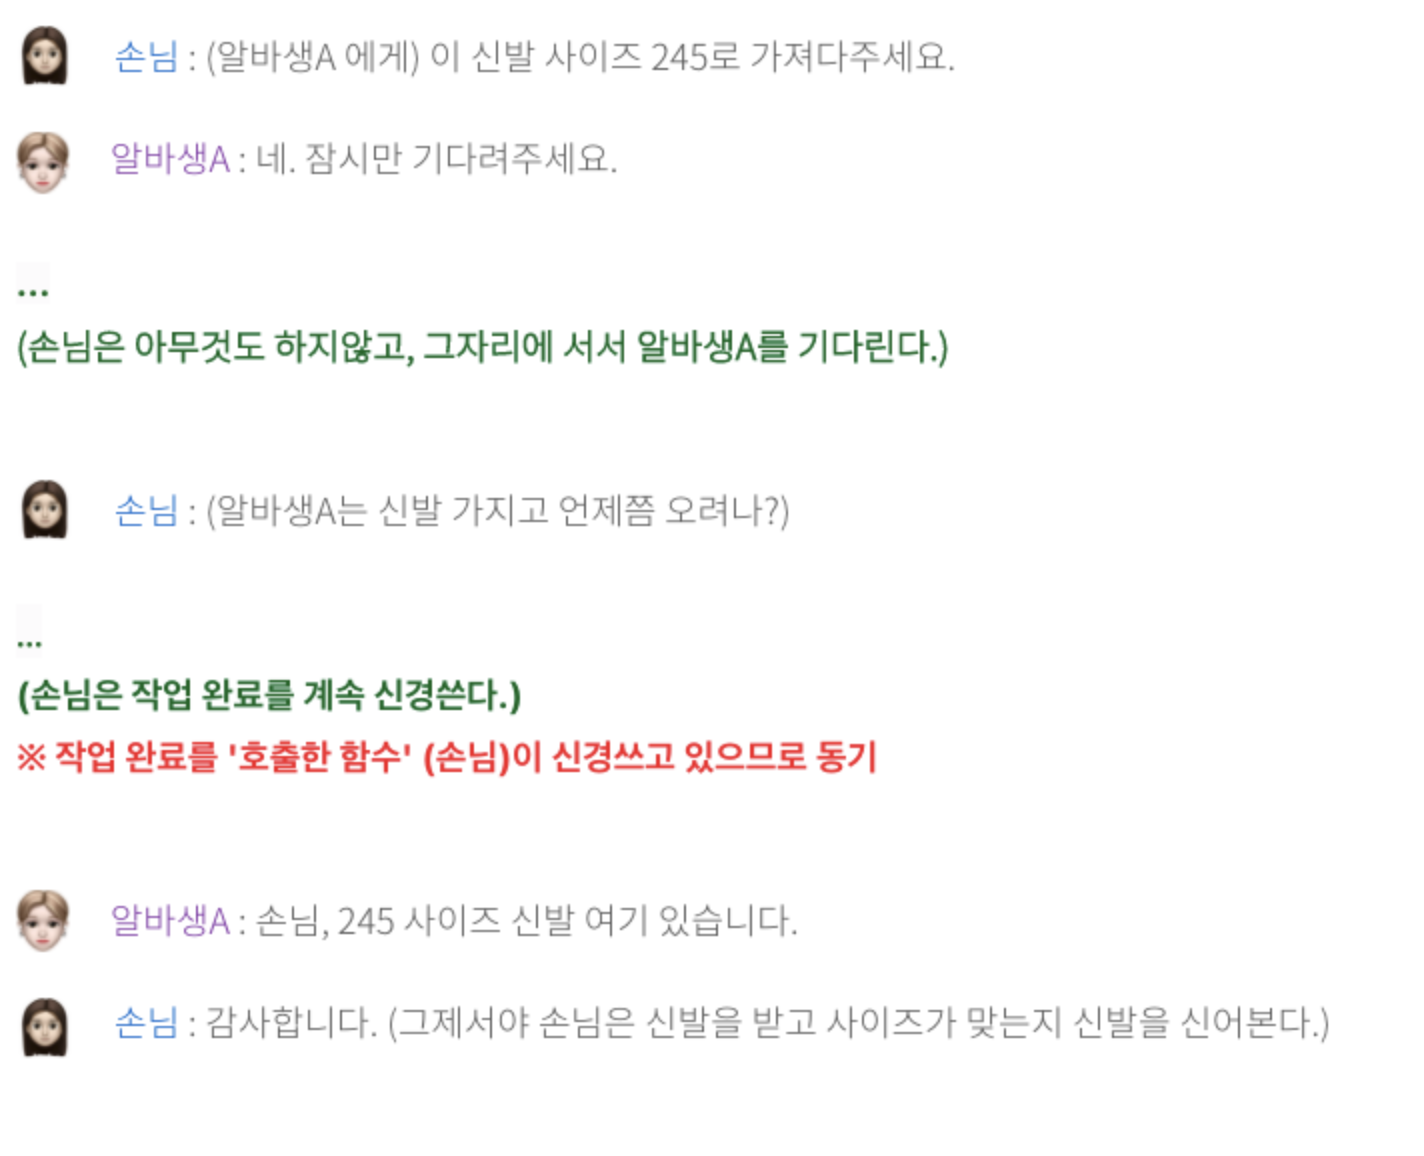 손님 : (알바생A 에게) 이 신발 사이즈 245로 가져다주세요.
알바생A : 네. 잠시만 기다려주세요.
...
(손님은 아무것도 하지않고, 그자리에 서서 알바생A를 기다린다.)
손님 : (알바생A는 신발 가지고 언제쯤 오려나?)
...
(손님은 작업 완료를 계속 신경쓴다.)
※ 작업 완료를 '호출한 함수' (손님)이 신경쓰고 있으므로 동기
알바생A : 손님, 245 사이즈 신발 여기 있습니다.
손님 : 감사합니다. (그제서야 손님은 신발을 받고 사이즈가 맞는지 신발을 신어본다.)